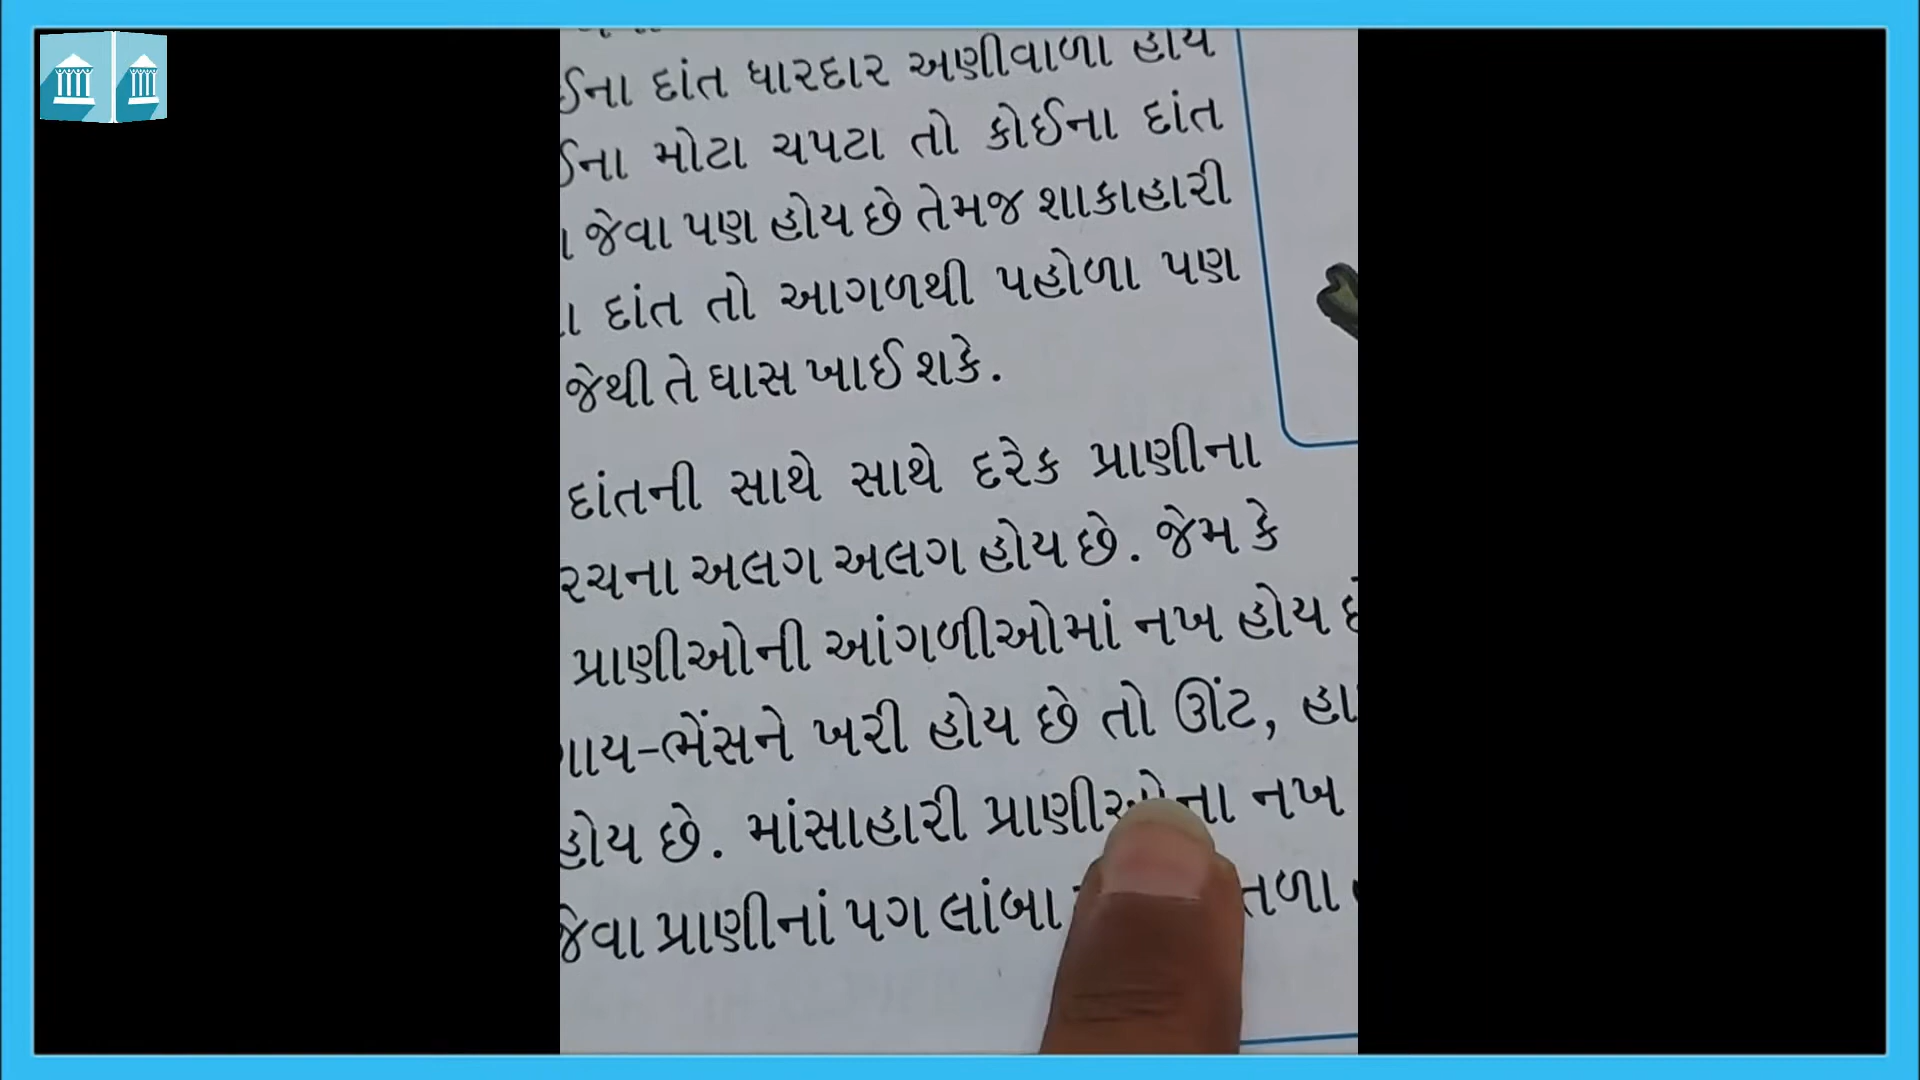 દાંત ધારદાર અણીવાળા હોય
મોટા ચપટા તો કોઈના દાંત
જેવા પણ હોય છે તેમજ શાકાહારી
દાંત તો આગળથી પહોળા પણ
જેથી તે ઘાસ ખાઈ શકે.
દાંતની સાથે સાથે દરેક પ્રાણીના
રચના અલગ અલગ હોય છે. જેમ કે
પ્રાણીઓની આંગળીઓમાં નખ હોય
ગાય-ભેંસને ખરી હોય છે તો ઊંટ,
હોય છે. માંસાહારી પ્રાણીઓના નખ
જેવા પ્રાણીનાં પગ લાંબા